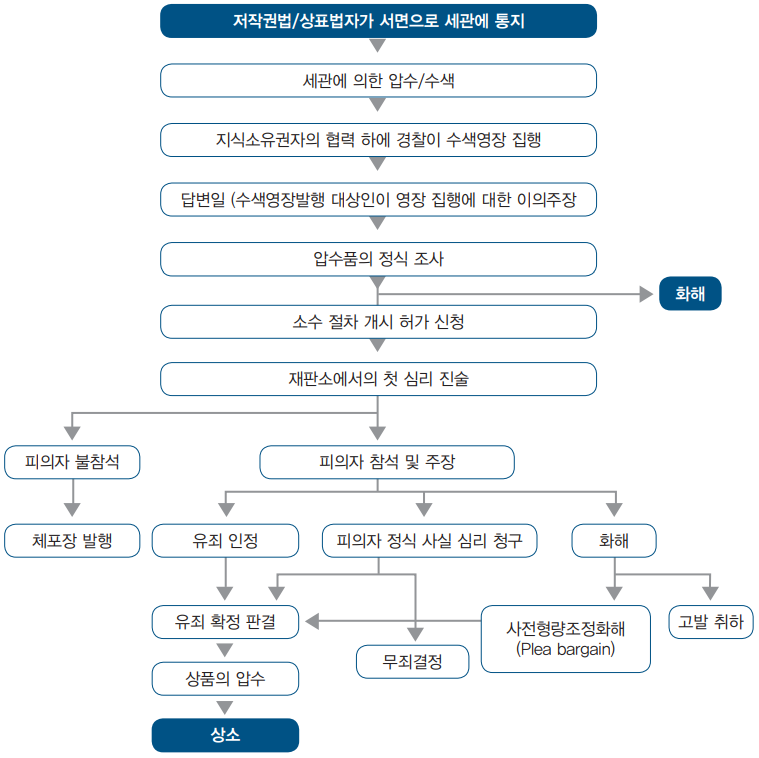 저작권법/상표법자가 서면으로 세관에 통지
세관에 의한 압수/수색
지식소유권자의 협력 하에 경찰이 수색영장 집행
답변일 (수색영장발행 대상인이 영장 집행에 대한 이의주장
압수품의 정식 조사
화해
소수 절차 개시 허가 신청
재판소에서의 첫 심리 진술
피의자 불참석
피의자 참석 및 주장
체포장 발행
유죄 인정
피의자 정식 사실 심리 청구
화해
유죄 확정 판결
사전형량조정화해
(Plea bargain)
고발 취하
무죄결정
상품의 압수
상소